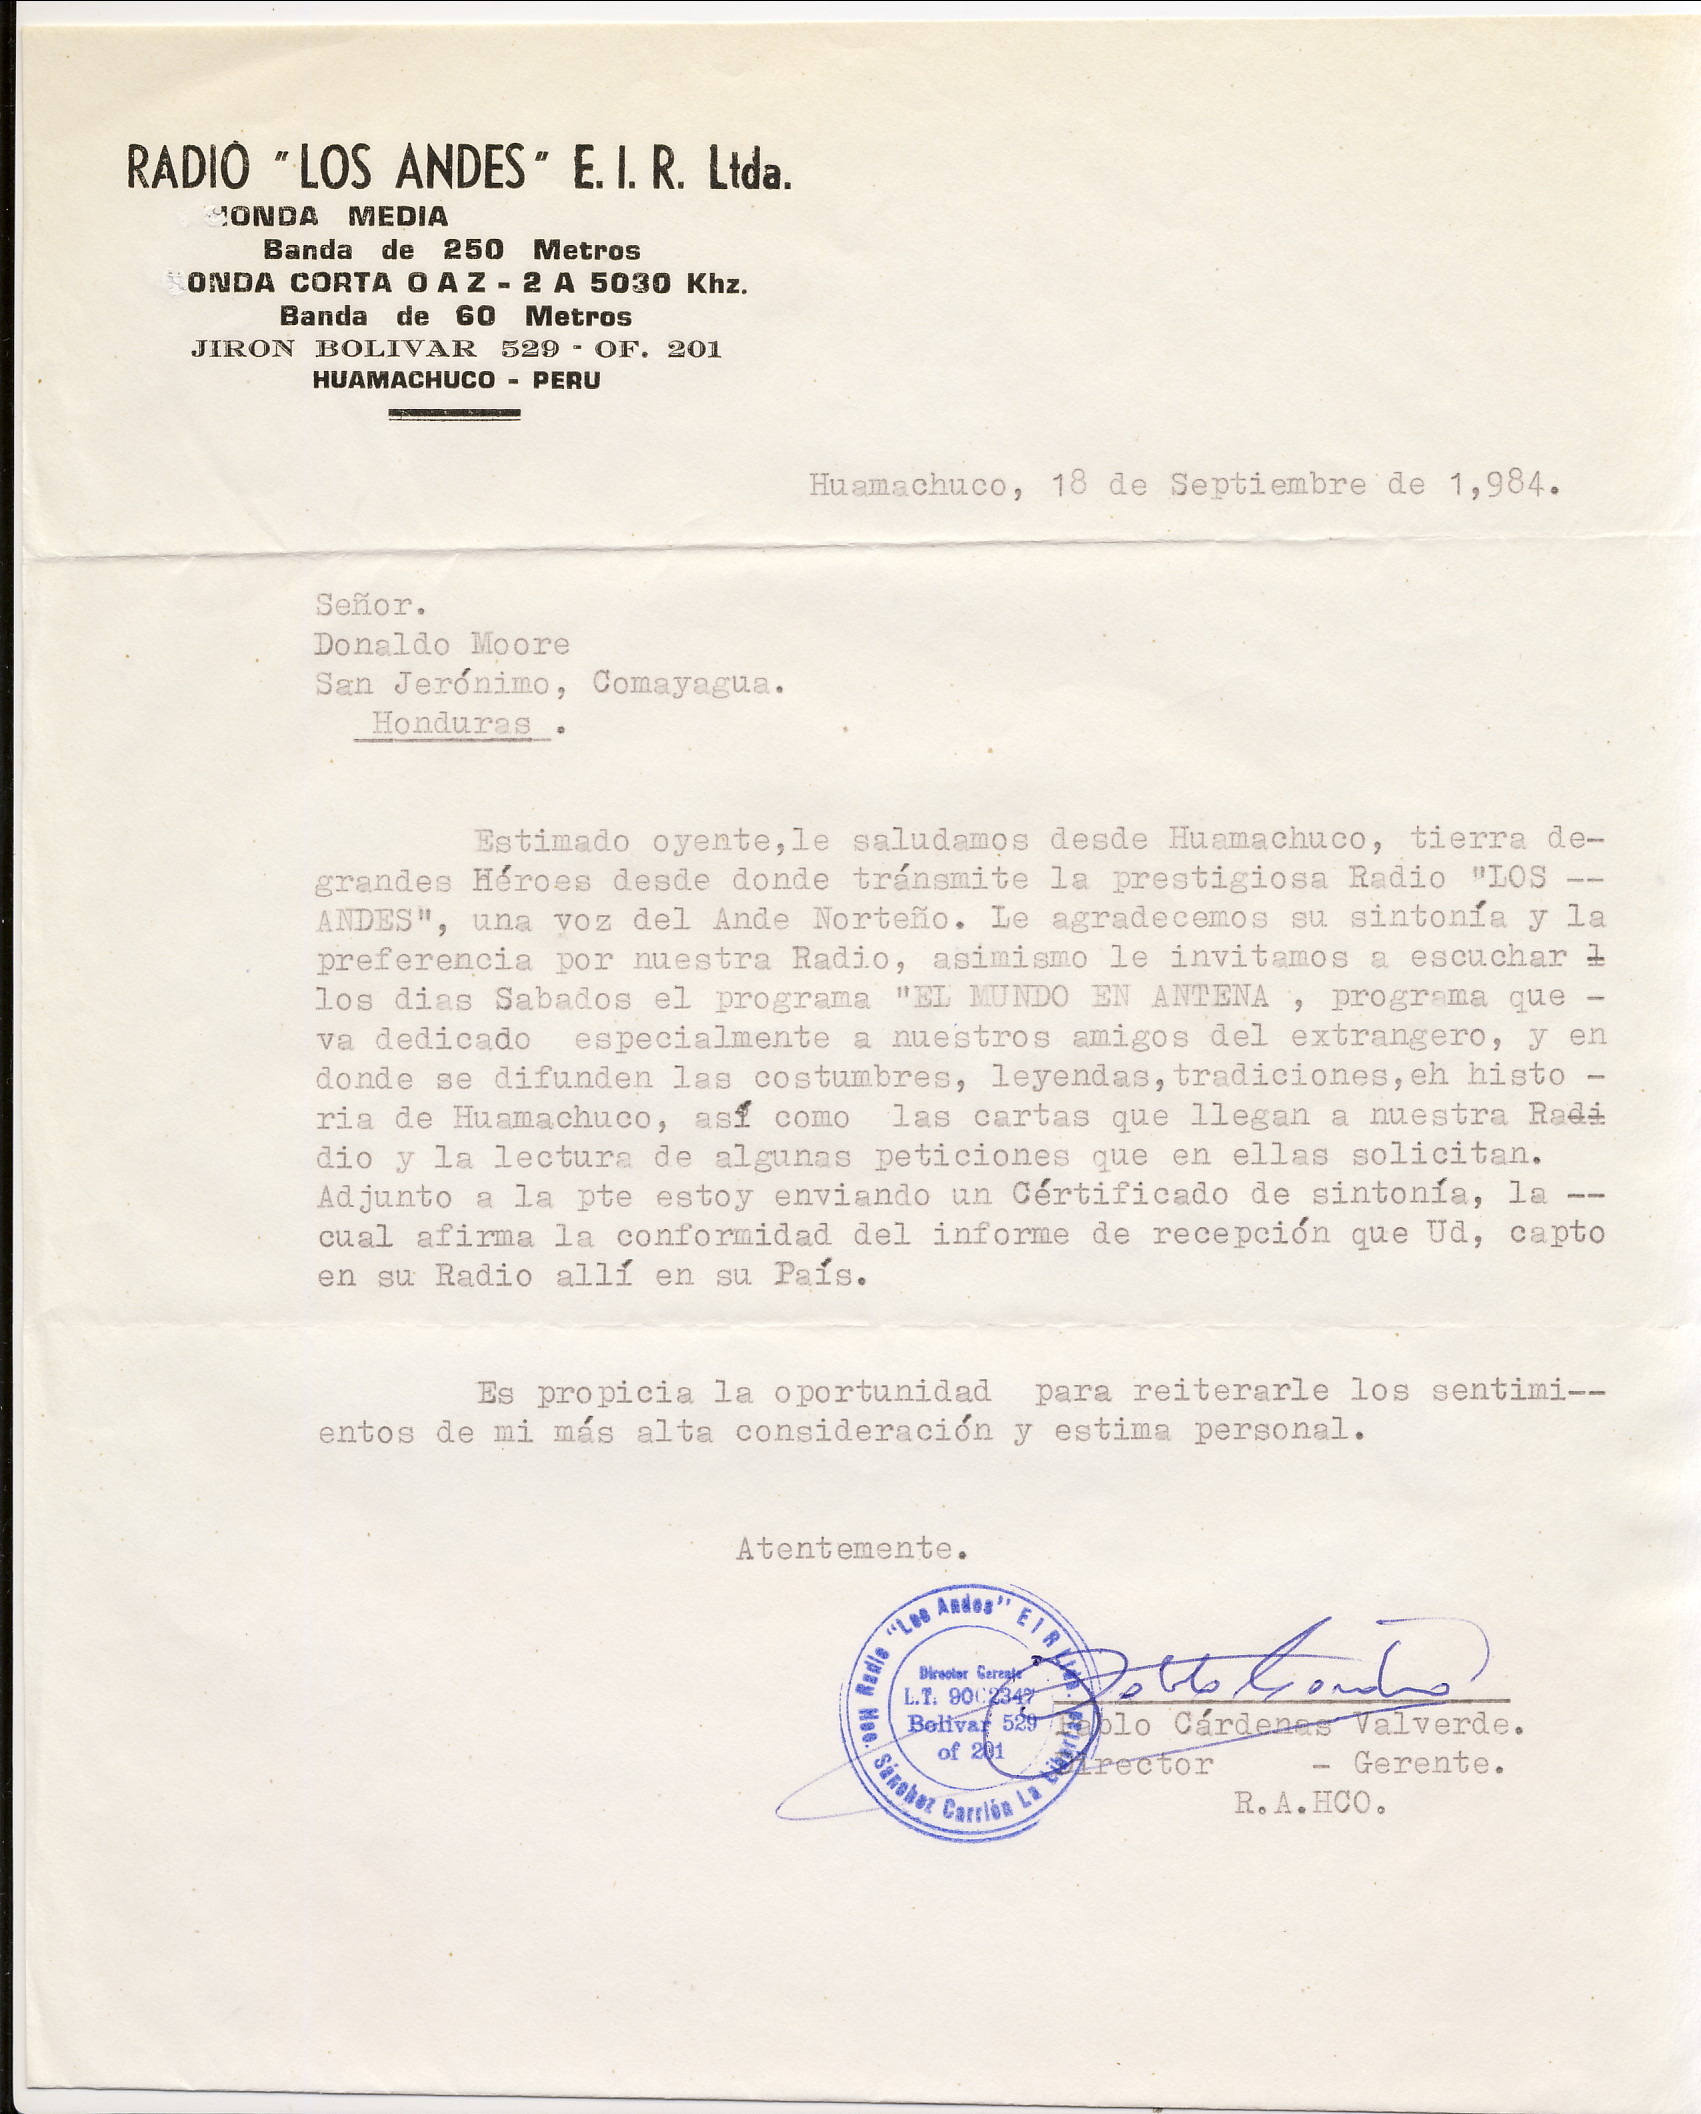 RADIO "LOS ANDES" E. I. R. Ltda.
ONDA MEDIA
Banda de 250 Metros
ONDA CORTA O A Z - 2 A 5030 Khz.
Banda de 60 Metros
JIRON BOLIVAR 529 - OF. 201
HUAMACHUCO - PERU
Huamachuco, 18 de Septiembre de 1,984.
Señor.
Donaldo Moore
San Jerónimo, Comayagua.
Honduras .
Estimado oyente,le saludamos desde Huamachuco, tierra de-
grandes Héroes desde donde tránsmite la prestigiosa Radio "LOS --
ANDES", una voz del Ande Norteño. Le agradecemos su sintonía y la
preferencia por nuestra Radio, asimismo le invitamos a escuchar l
los dias Sabados el programa "EL MUNDO EN ANTENA , programa que -
va dedicado especialmente a nuestros amigos del extrangero, y en
donde se difunden las costumbres, leyendas,tradiciones,eh histo -
ria de Huamachuco, así como las cartas que llegan a nuestra Radi
dio y la lectura de algunas peticiones que en ellas solicitan.
Adjunto a la pte estoy enviando un Cértificado de sintonía, la --
cual afirma la conformidad del informe de recepción que Ud, capto
en su Radio allí en su País.
Es propicia la oportunidad para reiterarle los sentimi--
entos de mi más alta consideración y estima personal.
Atentemente.
Radio "Los Andes" E I R Ltda.
Director Gerente
Bolivar 529
of 201
Hco. Sánchez Carrión La Libertad
Pablo Cárdenas Valverde.
Director - Gerente.
R.A.HCO.